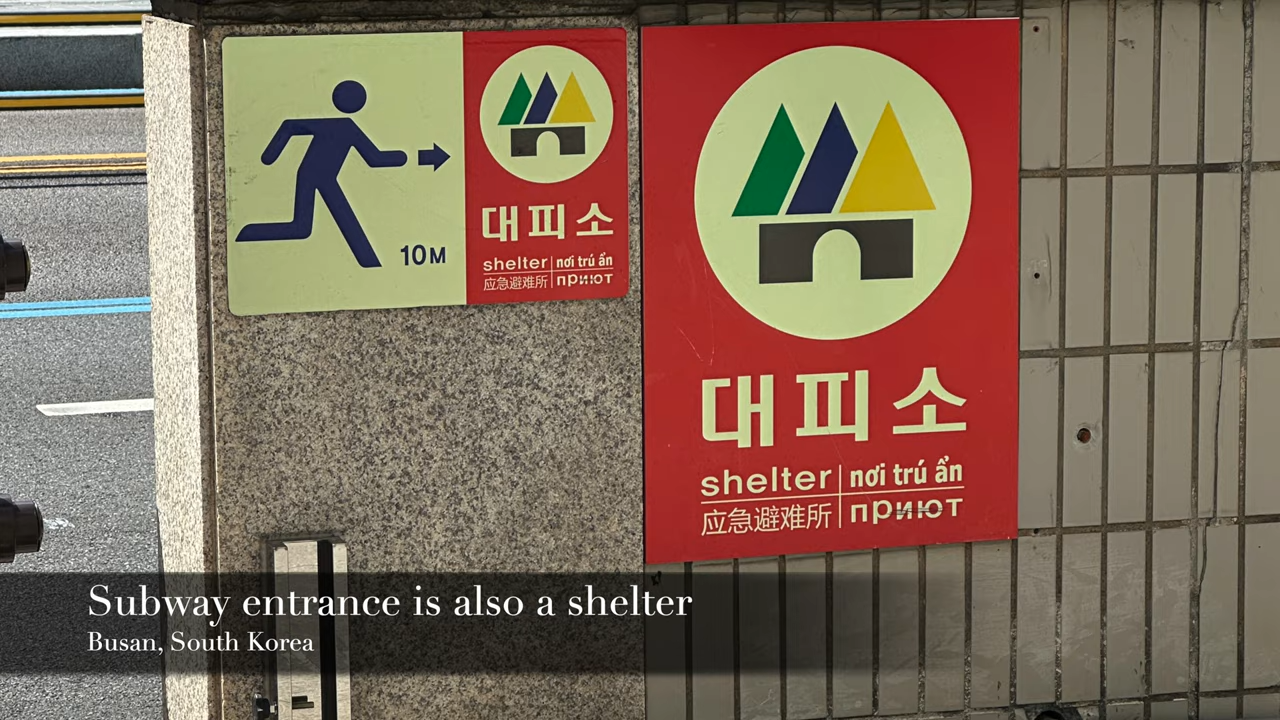 10M
대피소
shelter
nơi trú ẩn
应急避难所
приют
대피소
shelter
nơi trú ẩn
应急避难所
приют
Subway entrance is also a shelter
Busan, South Korea